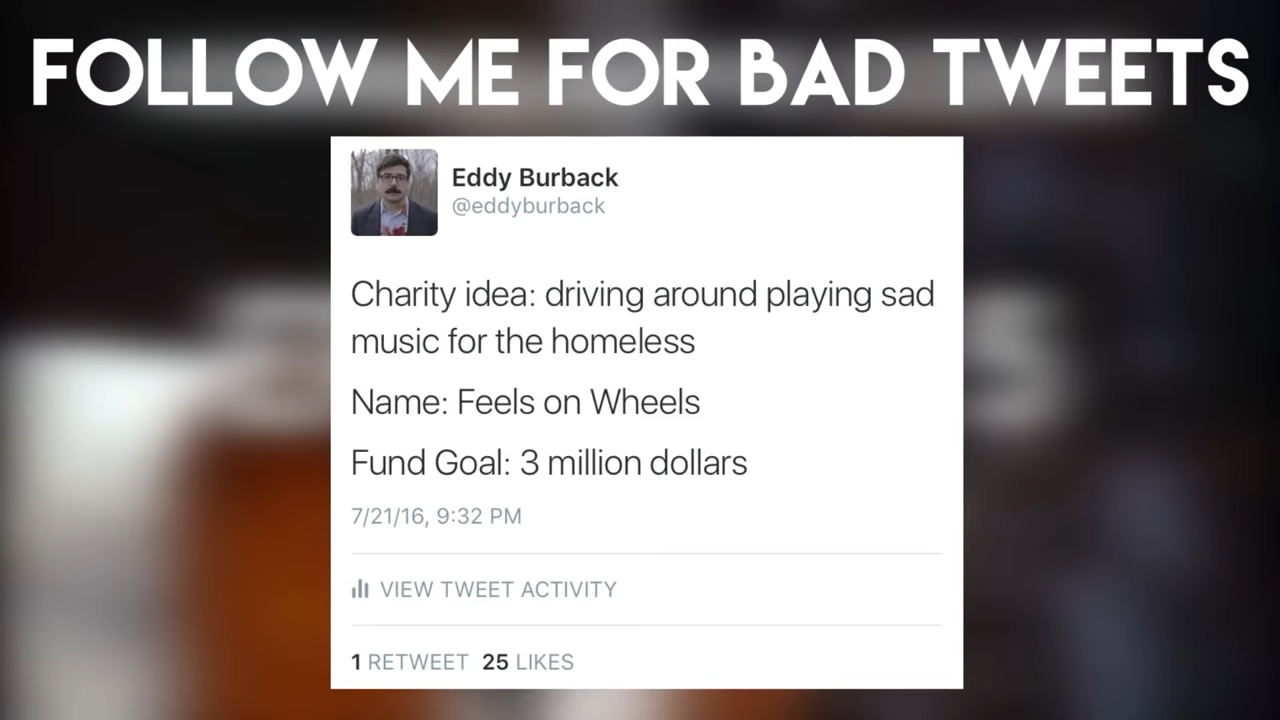 FOLLOW ME FOR BAD TWEETS
Eddy Burback
@eddyburback
Charity idea: driving around playing sad
music for the homeless
Name: Feels on Wheels
Fund Goal: 3 million dollars
7/21/16, 9:32 PM
VIEW TWEET ACTIVITY
1 RETWEET 25 LIKES